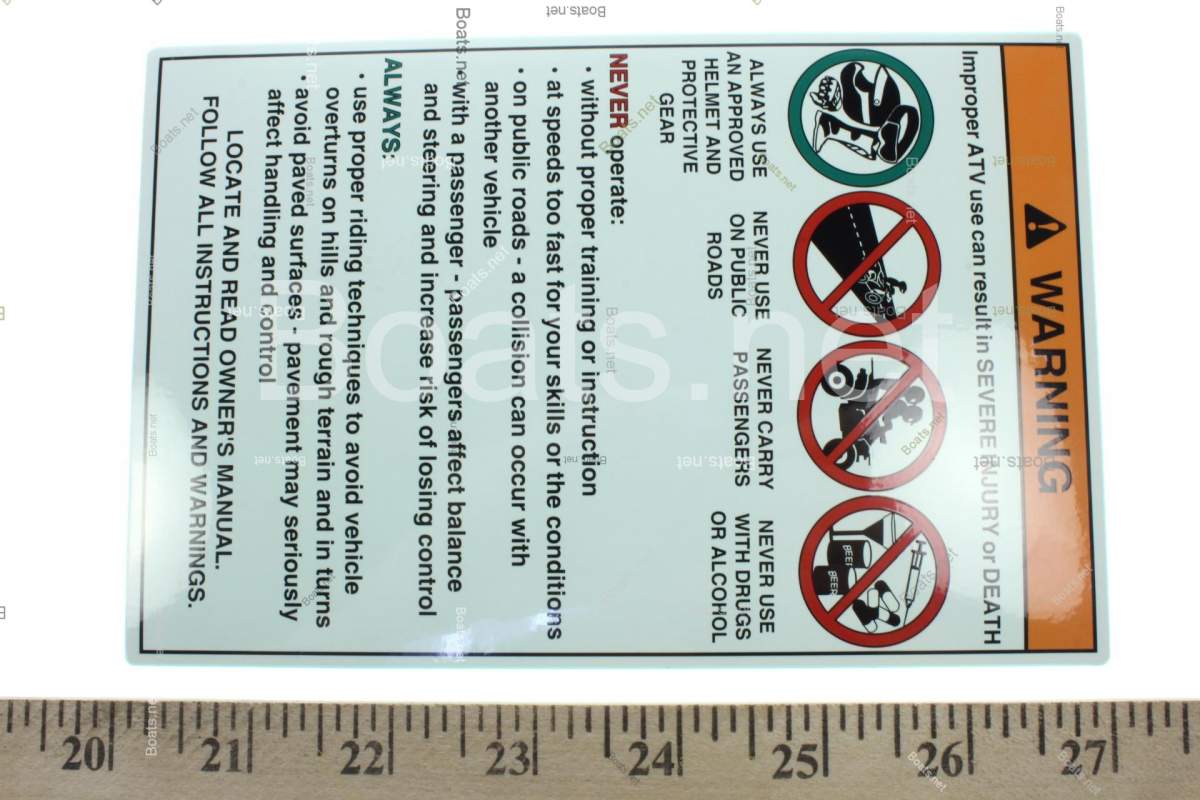 WARNING
Improper ATV use can result in SEVERE INJURY or DEATH
BEER
BEER
ALWAYS USE
AN APPROVED
HELMET AND
PROTECTIVE
GEAR
NEVER USE
ON PUBLIC
ROADS
NEVER CARRY
PASSENGERS
NEVER USE
WITH DRUGS
OR ALCOHOL
NEVER operate:
• without proper training or instruction
• at speeds too fast for your skills or the conditions
• on public roads - a collision can occur with
another vehicle
• with a passenger - passengers affect balance
and steering and increase risk of losing control
ALWAYS:
• use proper riding techniques to avoid vehicle
overturns on hills and rough terrain and in turns
• avoid paved surfaces - pavement may seriously
affect handling and control
LOCATE AND READ OWNER'S MANUAL.
FOLLOW ALL INSTRUCTIONS AND WARNINGS.
20 21 22 23 24 25 26 27
Boats.net